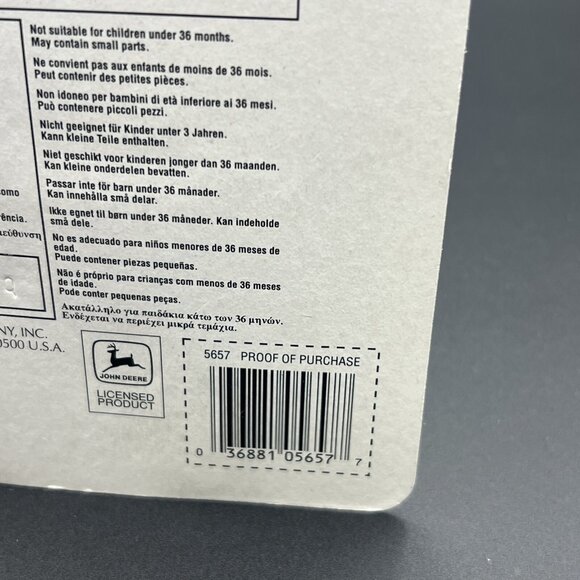 Not suitable for children under 36 months.
May contain small parts.
Ne convient pas aux enfants de moins de 36 mois.
Peut contenir des petites pièces.
Non idoneo per bambini di età inferiore ai 36 mesi.
Può contenere piccoli pezzi.
Nicht geeignet für Kinder unter 3 Jahren.
Kann kleine Teile enthalten.
Niet geschikt voor kinderen jonger dan 36 maanden.
Kan kleine onderdelen bevatten.
Passar inte för barn under 36 månader.
Kan innehålla små delar.
Ikke egnet til børn under 36 måneder. Kan indeholde
små dele.
No es adecuado para niños menores de 36 meses de
edad.
Puede contener piezas pequeñas.
Não é próprio para crianças com menos de 36 meses
de idade.
Pode conter pequenas peças.
Ακατάλληλο για παιδάκια κάτω των 36 μηνών.
Ενδέχεται να περιέχει μικρά τεμάχια.
omo
rência.
ιεύθυνση
NY, INC.
0500 U.S.A.
JOHN DEERE
LICENSED
PRODUCT
5657 PROOF OF PURCHASE
0 36881 05657 7